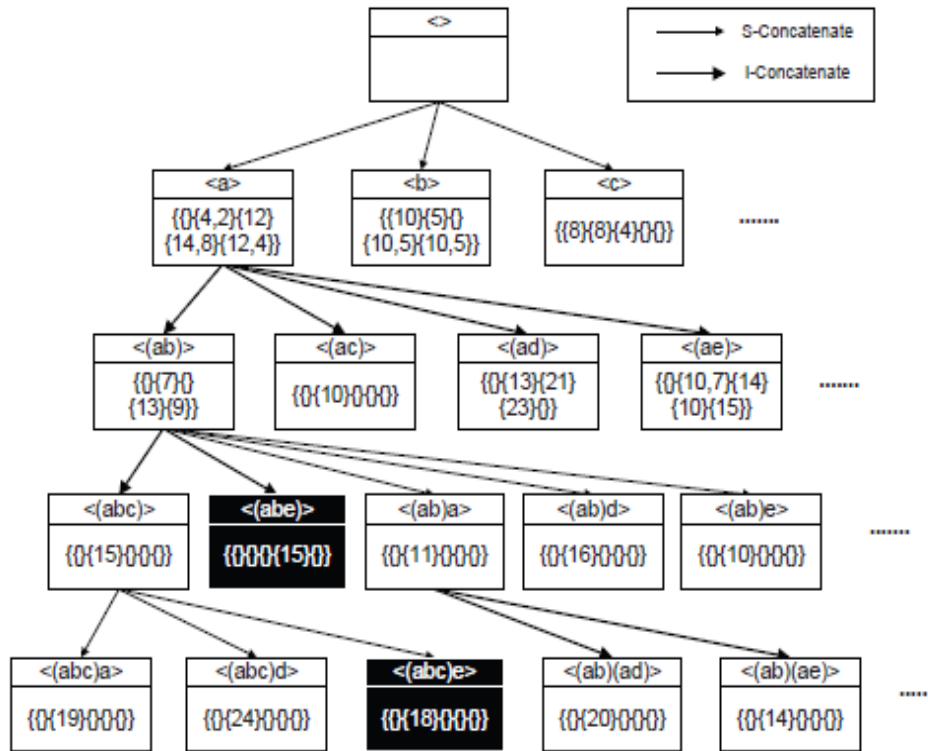 <>
S-Concatenate
I-Concatenate
<a>
{{}{4,2}{12}
{14,8}{12,4}}
<b>
{{10}{5}{}
{10,5}{10,5}}
<c>
{{8}{8}{4}{}{}}
.......
<(ab)>
{{}{7}{}
{13}{9}}
<(ac)>
{{}{10}{}{}{}}
<(ad)>
{{}{13}{21}
{23}{}}
<(ae)>
{{}{10,7}{14}
{10}{15}}
.......
<(abc)>
{{}{15}{}{}{}}
<(abe)>
{{}{}{}{15}{}}
<(ab)a>
{{}{11}{}{}{}}
<(ab)d>
{{}{16}{}{}{}}
<(ab)e>
{{}{10}{}{}{}}
.......
<(abc)a>
{{}{19}{}{}{}}
<(abc)d>
{{}{24}{}{}{}}
<(abc)e>
{{}{18}{}{}{}}
<(ab)(ad)>
{{}{20}{}{}{}}
<(ab)(ae)>
{{}{14}{}{}{}}
.....